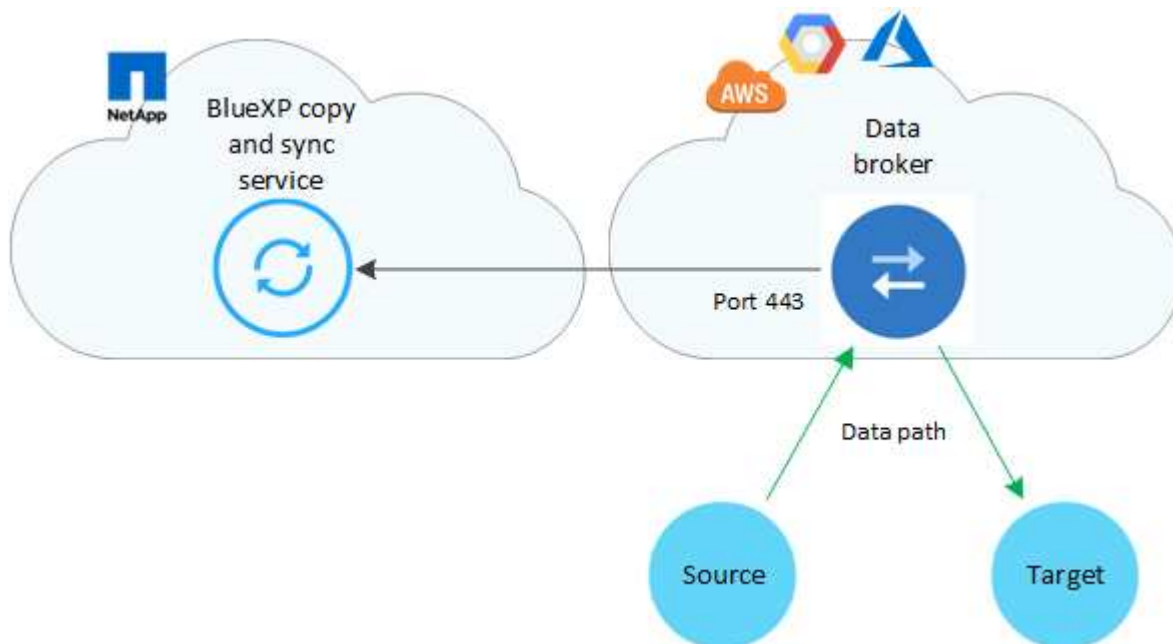 NetApp
BlueXP copy
and sync
service
AWS
Data
broker
Port 443
Data path
Source
Target